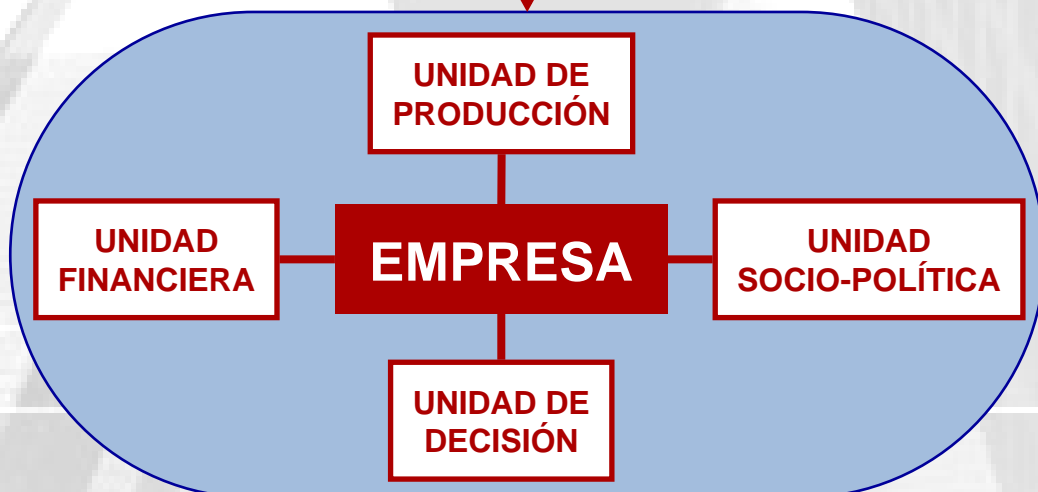 UNIDAD DE
PRODUCCIÓN
UNIDAD
FINANCIERA
EMPRESA
UNIDAD
SOCIO-POLÍTICA
UNIDAD DE
DECISIÓN